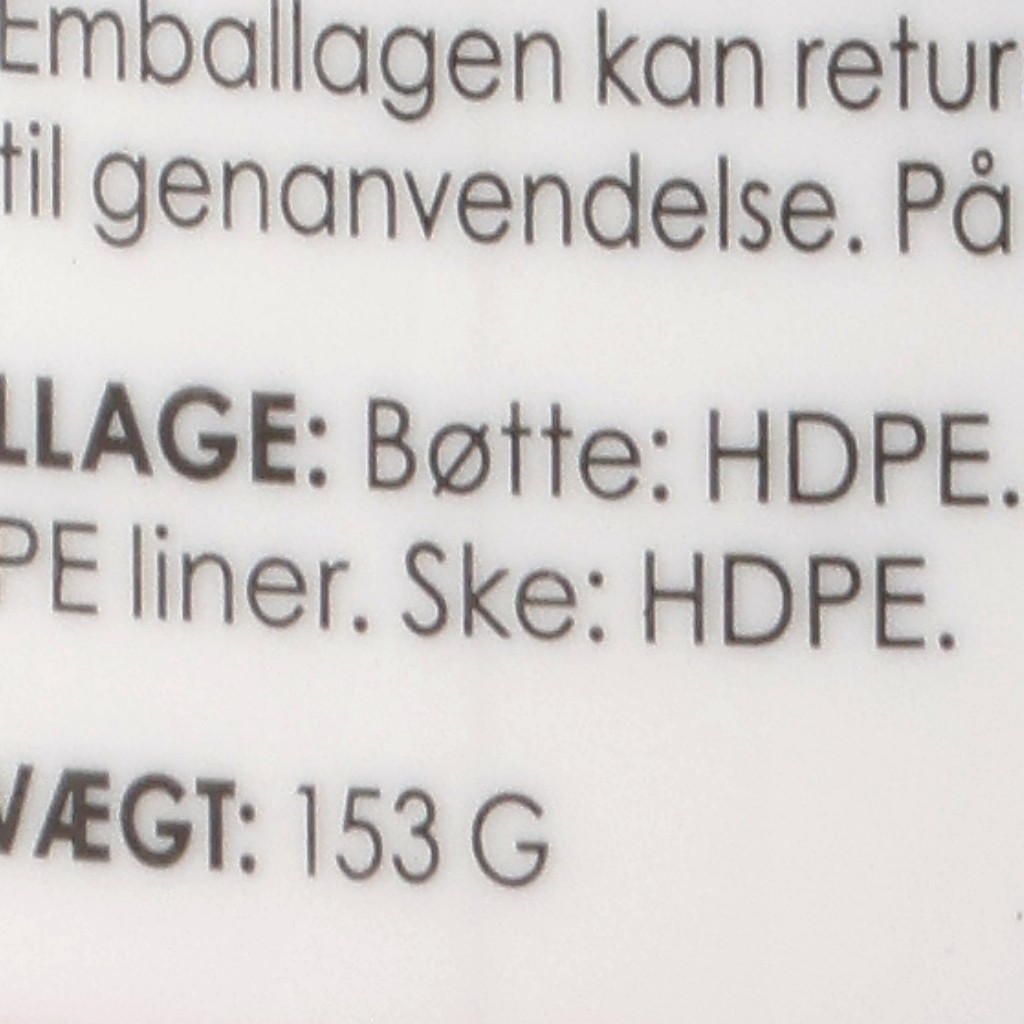 Emballagen kan retur
til genanvendelse. På
LLAGE: Bøtte: HDPE.
PE liner. Ske: HDPE.
VÆGT: 153 G